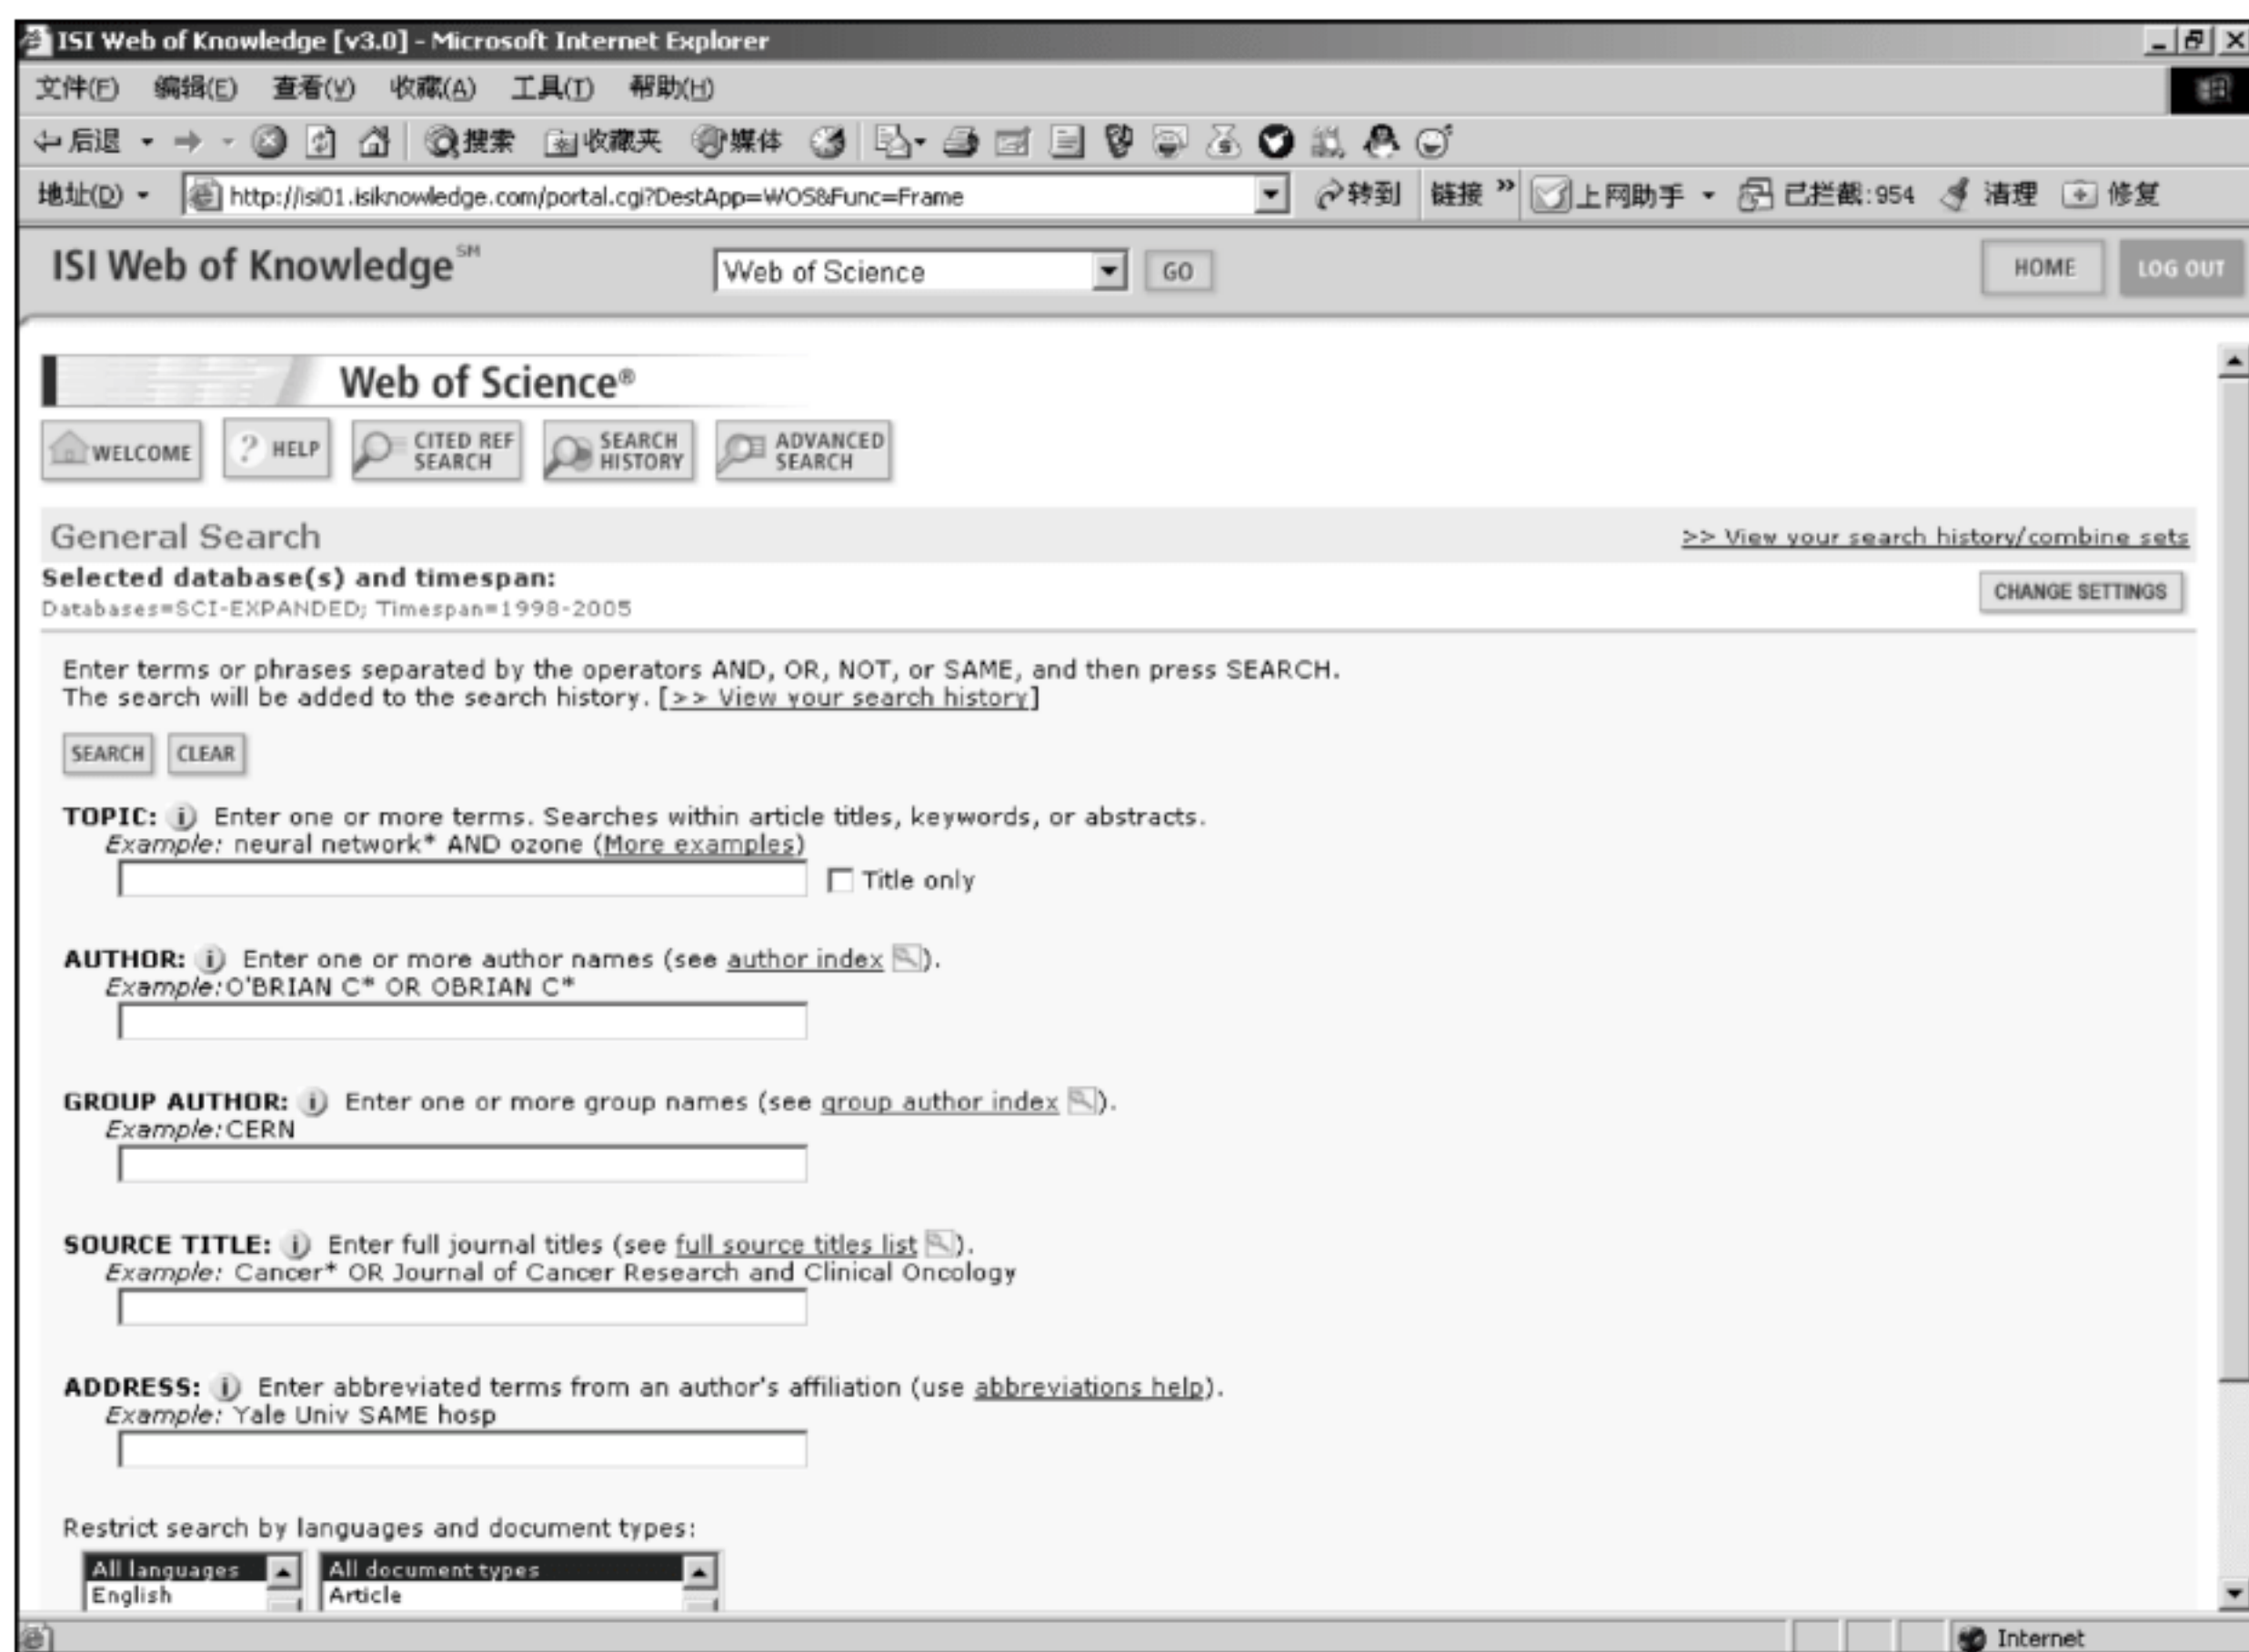 ISI Web of Knowledge [v3.0] - Microsoft Internet Explorer
文件(F) 编辑(E) 查看(V) 收藏(A) 工具(T) 帮助(H)
后退 搜索 收藏夹 媒体
地址(D) http://isi01.isiknowledge.com/portal.cgi?DestApp=WOS&Func=Frame 转到 链接 » 上网助手 已拦截:954 清理 修复
ISI Web of Knowledge SM Web of Science GO HOME LOG OUT
Web of Science®
WELCOME ? HELP CITED REF SEARCH SEARCH HISTORY ADVANCED SEARCH
General Search >> View your search history/combine sets
Selected database(s) and timespan: CHANGE SETTINGS
Databases=SCI-EXPANDED; Timespan=1998-2005
Enter terms or phrases separated by the operators AND, OR, NOT, or SAME, and then press SEARCH.
The search will be added to the search history. [>> View your search history]
SEARCH CLEAR
TOPIC: i Enter one or more terms. Searches within article titles, keywords, or abstracts.
Example: neural network* AND ozone (More examples)
Title only
AUTHOR: i Enter one or more author names (see author index).
Example:O'BRIAN C* OR OBRIAN C*
GROUP AUTHOR: i Enter one or more group names (see group author index).
Example:CERN
SOURCE TITLE: i Enter full journal titles (see full source titles list).
Example: Cancer* OR Journal of Cancer Research and Clinical Oncology
ADDRESS: i Enter abbreviated terms from an author's affiliation (use abbreviations help).
Example: Yale Univ SAME hosp
Restrict search by languages and document types:
All languages All document types
English Article
Internet